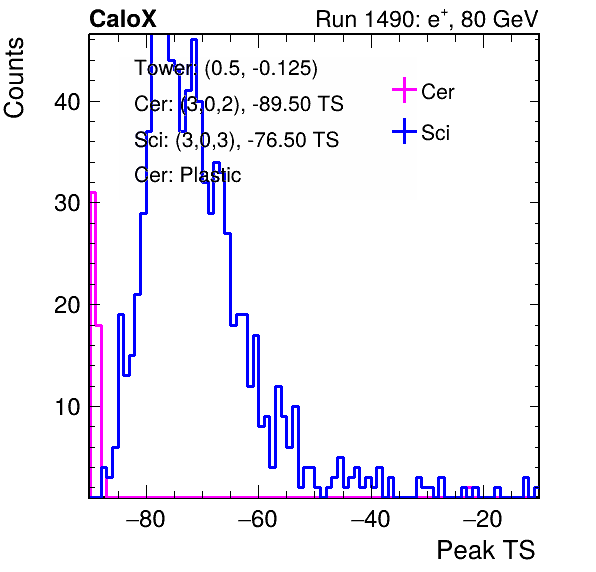 CaloX Run 1490: e+, 80 GeV
Counts
Tower: (0.5, -0.125)
Cer: (3,0,2), -89.50 TS
Sci: (3,0,3), -76.50 TS
Cer: Plastic
Cer
Sci
40
30
20
10
−80 −60 −40 −20
Peak TS